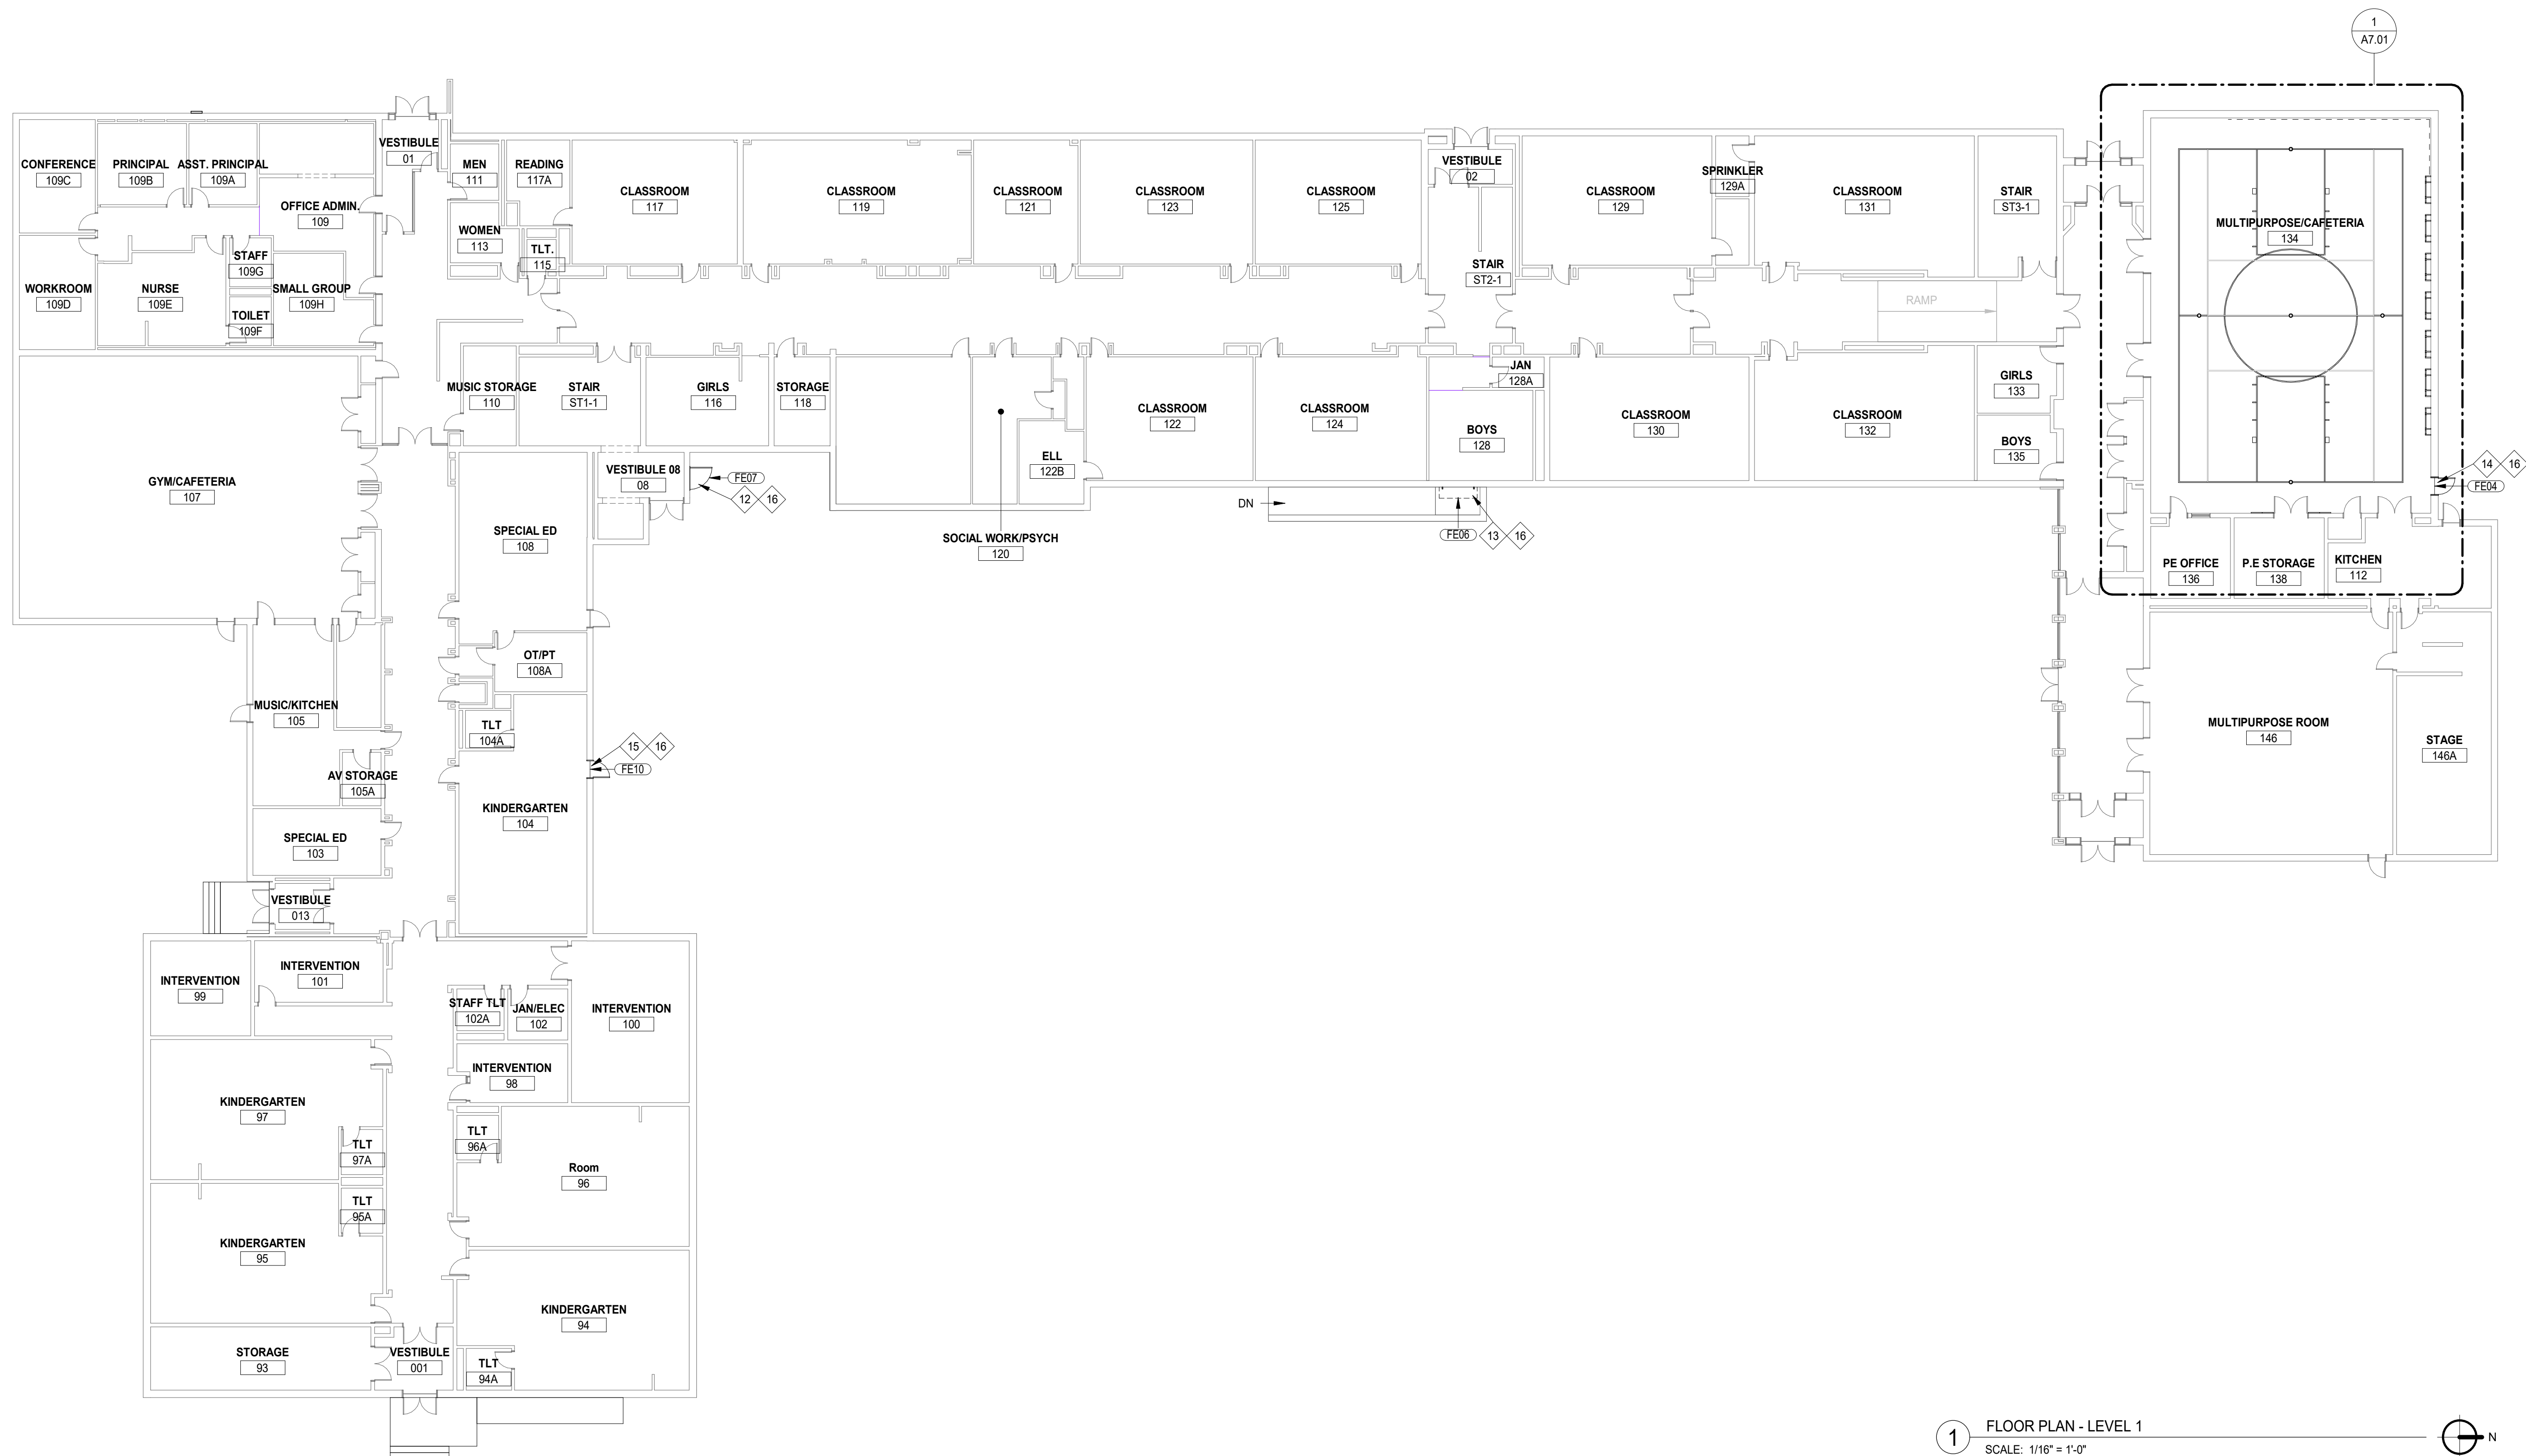 1
A7.01
CONFERENCE
109C
PRINCIPAL
109B
ASST. PRINCIPAL
109A
VESTIBULE
01
OFFICE ADMIN.
109
MEN
111
READING
117A
CLASSROOM
117
CLASSROOM
119
CLASSROOM
121
CLASSROOM
123
CLASSROOM
125
VESTIBULE
02
CLASSROOM
129
SPRINKLER
129A
CLASSROOM
131
STAIR
ST3-1
MULTIPURPOSE/CAFETERIA
134
WOMEN
113
TLT.
115
STAFF
109G
STAIR
ST2-1
WORKROOM
109D
NURSE
109E
SMALL GROUP
109H
TOILET
109F
RAMP
MUSIC STORAGE
110
STAIR
ST1-1
GIRLS
116
STORAGE
118
JAN
128A
GIRLS
133
CLASSROOM
122
CLASSROOM
124
BOYS
128
CLASSROOM
130
CLASSROOM
132
BOYS
135
GYM/CAFETERIA
107
VESTIBULE 08
08
FE07
12
16
ELL
122B
14
16
FE04
DN
FE06
13
16
SPECIAL ED
108
SOCIAL WORK/PSYCH
120
PE OFFICE
136
P.E STORAGE
138
KITCHEN
112
OT/PT
108A
MUSIC/KITCHEN
105
TLT
104A
15
16
FE10
MULTIPURPOSE ROOM
146
STAGE
146A
AV STORAGE
105A
KINDERGARTEN
104
SPECIAL ED
103
VESTIBULE
013
INTERVENTION
99
INTERVENTION
101
STAFF TLT
102A
JAN/ELEC
102
INTERVENTION
100
INTERVENTION
98
KINDERGARTEN
97
TLT
97A
TLT
96A
Room
96
TLT
95A
KINDERGARTEN
95
KINDERGARTEN
94
STORAGE
93
VESTIBULE
001
TLT
94A
1
FLOOR PLAN - LEVEL 1
SCALE: 1/16" = 1'-0"
N